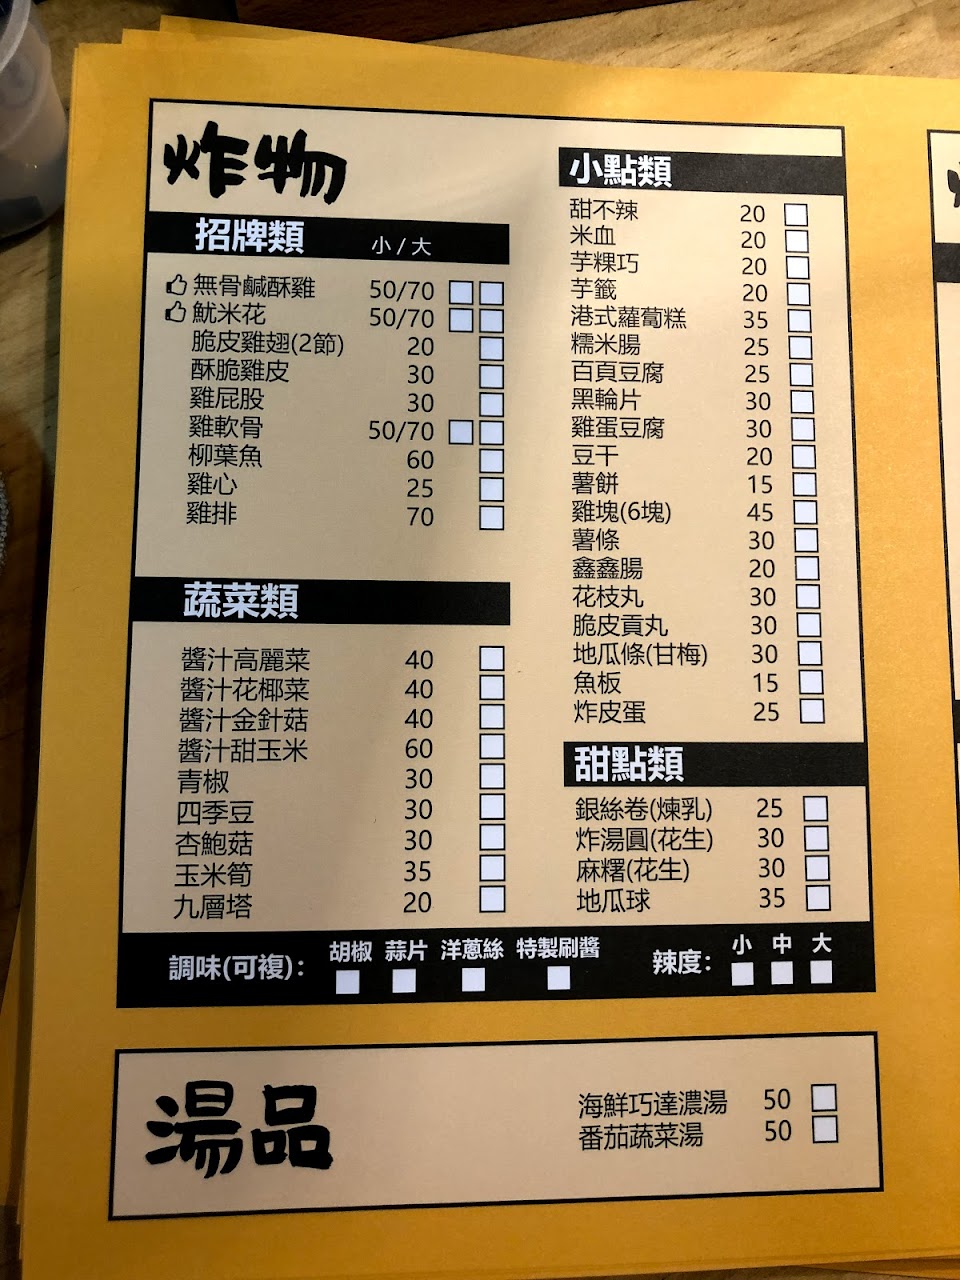 炸物
招牌類 小/大
無骨鹹酥雞 50/70
魷米花 50/70
脆皮雞翅(2節) 20
酥脆雞皮 30
雞屁股 30
雞軟骨 50/70
柳葉魚 60
雞心 25
雞排 70
蔬菜類
醬汁高麗菜 40
醬汁花椰菜 40
醬汁金針菇 40
醬汁甜玉米 60
青椒 30
四季豆 30
杏鮑菇 30
玉米筍 35
九層塔 20
小點類
甜不辣 20
米血 20
芋粿巧 20
芋籤 20
港式蘿蔔糕 35
糯米腸 25
百頁豆腐 25
黑輪片 30
雞蛋豆腐 30
豆干 20
薯餅 15
雞塊(6塊) 45
薯條 30
鑫鑫腸 20
花枝丸 30
脆皮貢丸 30
地瓜條(甘梅) 30
魚板 15
炸皮蛋 25
甜點類
銀絲卷(煉乳) 25
炸湯圓(花生) 30
麻糬(花生) 30
地瓜球 35
調味(可複)： 胡椒 蒜片 洋蔥絲 特製刷醬 辣度： 小 中 大
湯品
海鮮巧達濃湯 50
番茄蔬菜湯 50